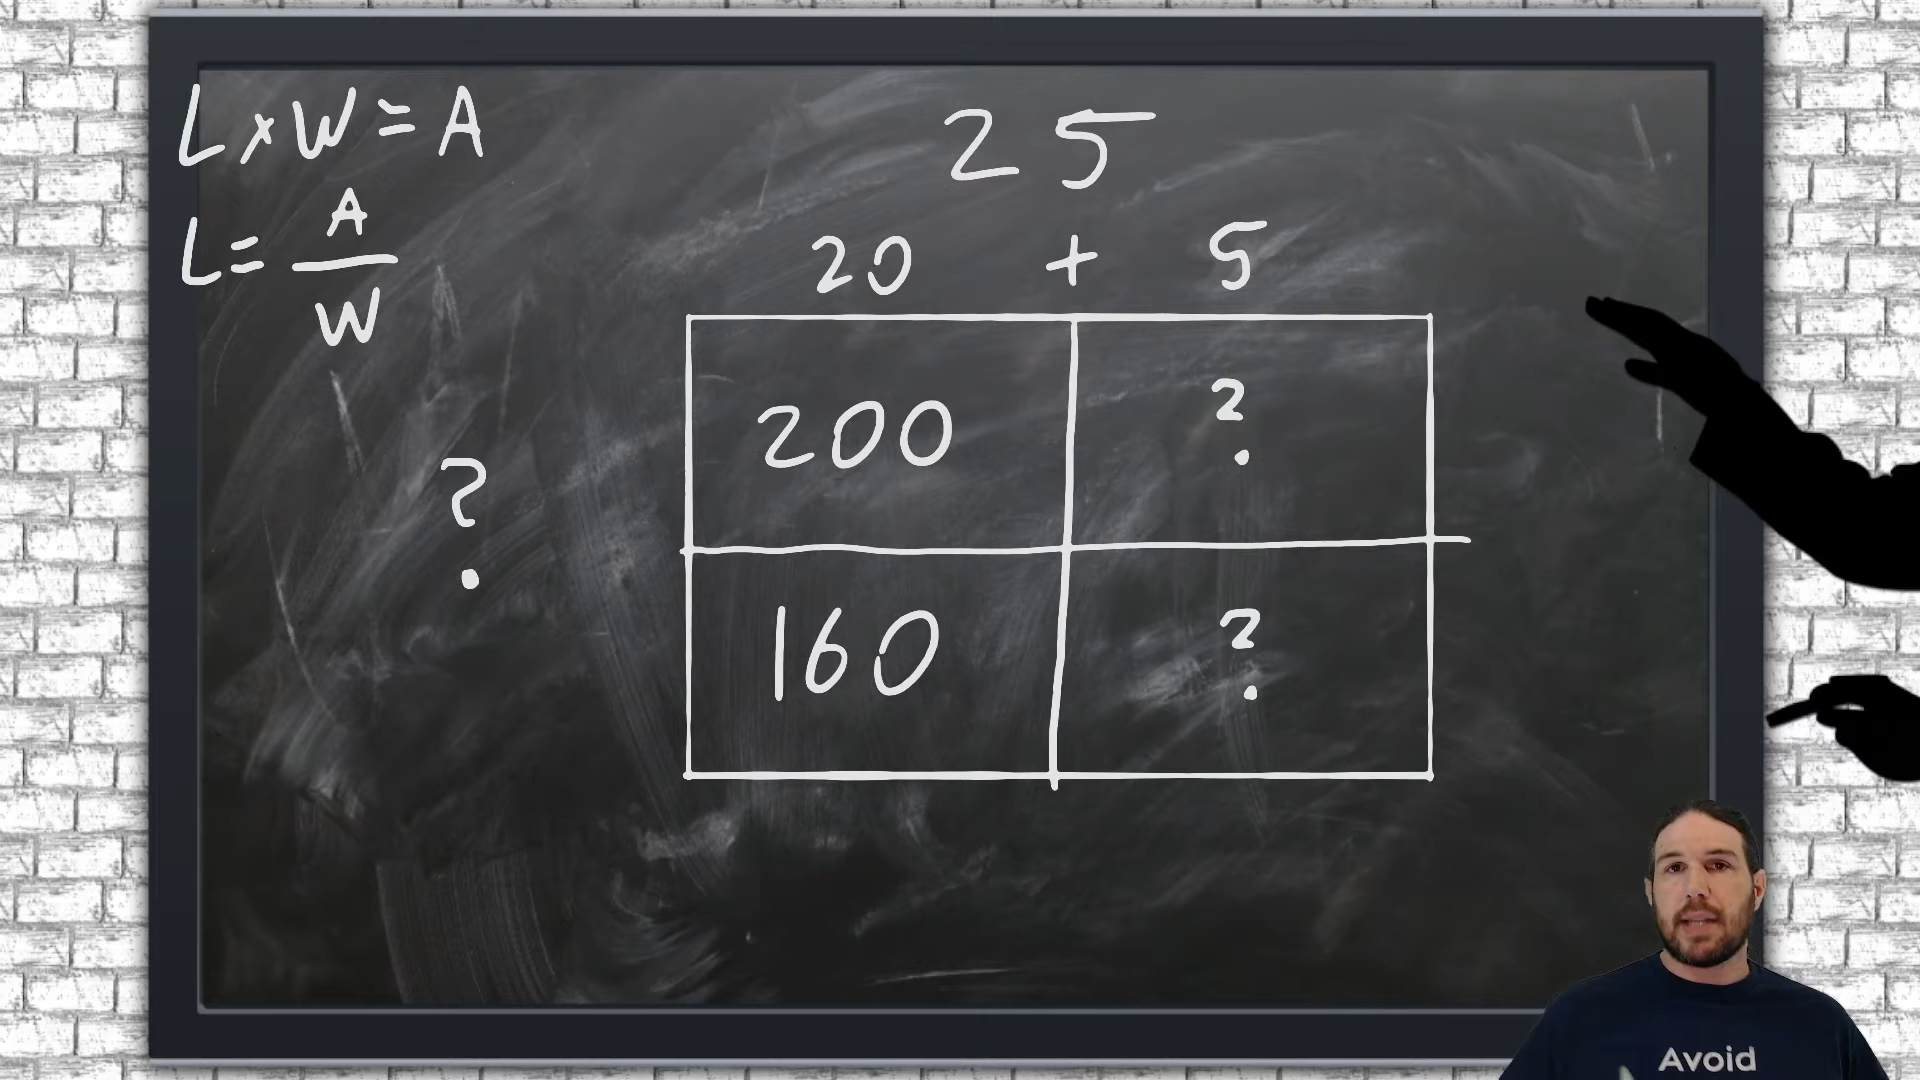 L x W = A
L = A
W
25
20 + 5
200 ?
?
160 ?
Avoid